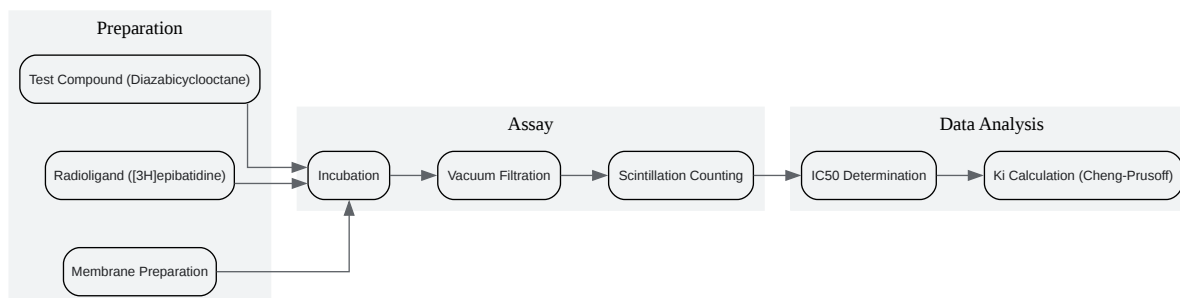 Preparation
Test Compound (Diazabicyclooctane)
Radioligand ([3H]epibatidine)
Membrane Preparation
Assay
Incubation
Vacuum Filtration
Scintillation Counting
Data Analysis
IC50 Determination
Ki Calculation (Cheng-Prusoff)